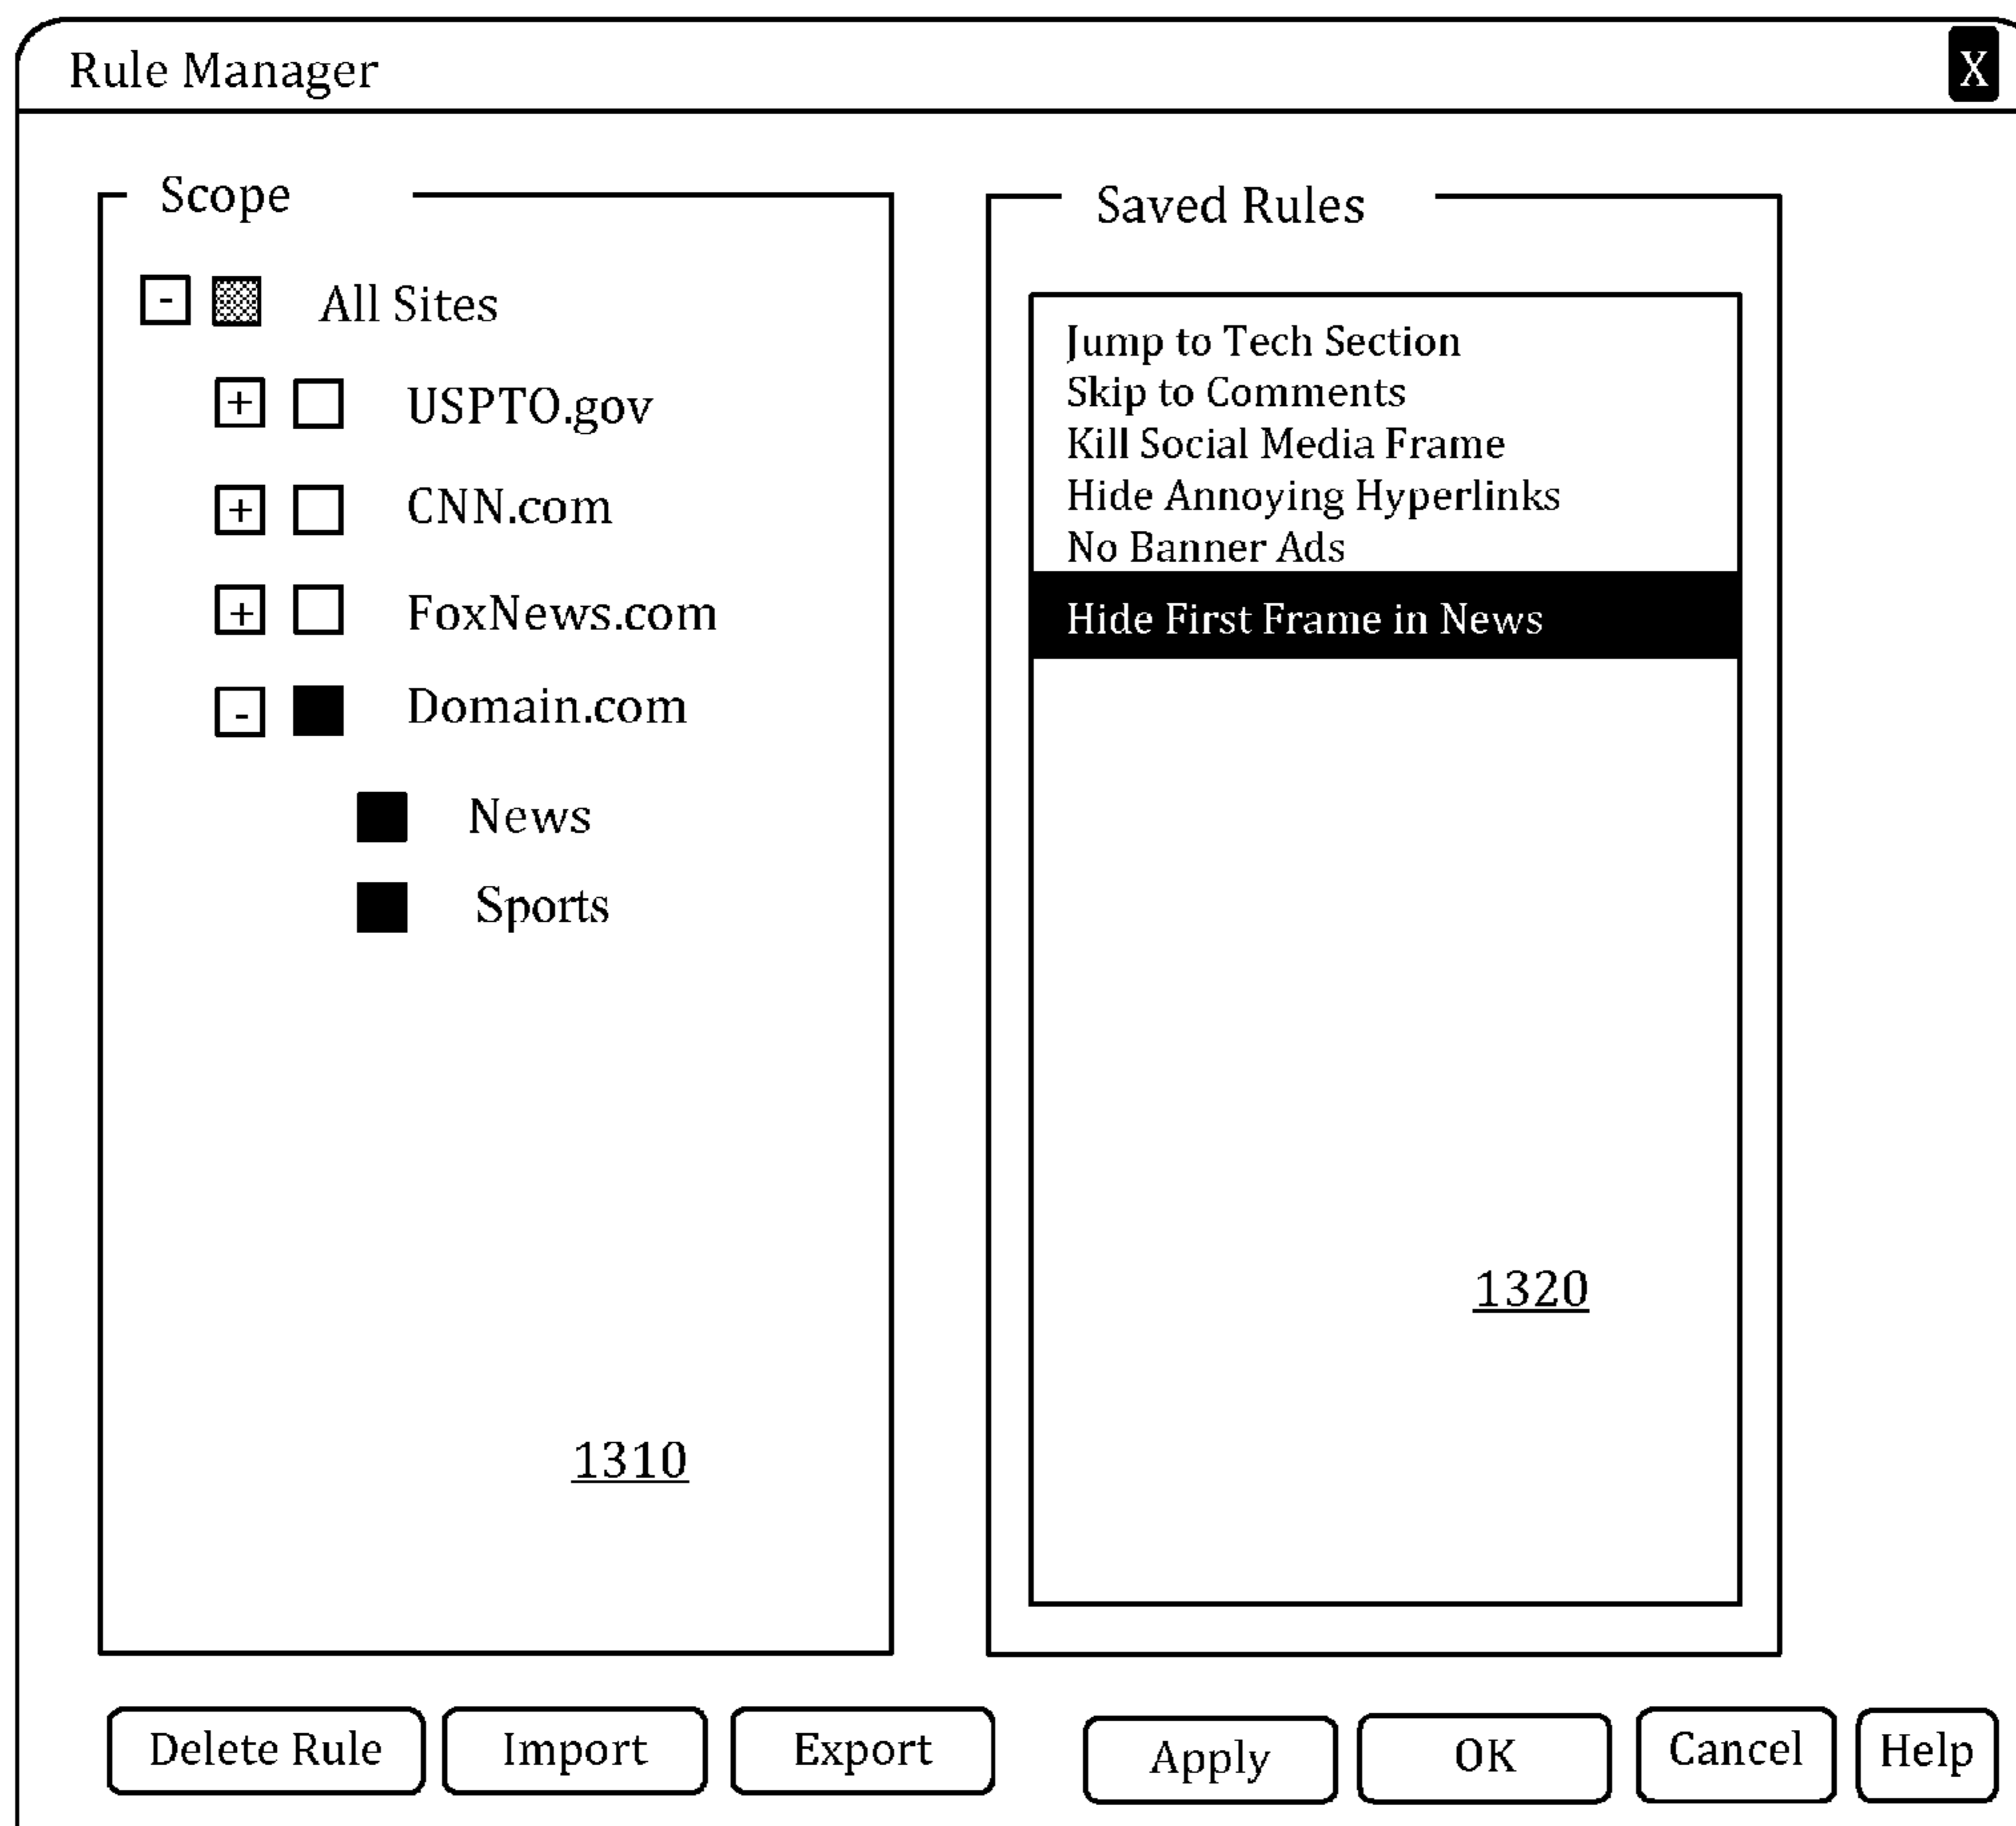 Rule Manager
X
Scope
- All Sites
+ USPTO.gov
+ CNN.com
+ FoxNews.com
- Domain.com
News
Sports
1310
Saved Rules
Jump to Tech Section
Skip to Comments
Kill Social Media Frame
Hide Annoying Hyperlinks
No Banner Ads
Hide First Frame in News
1320
Delete Rule
Import
Export
Apply
OK
Cancel
Help